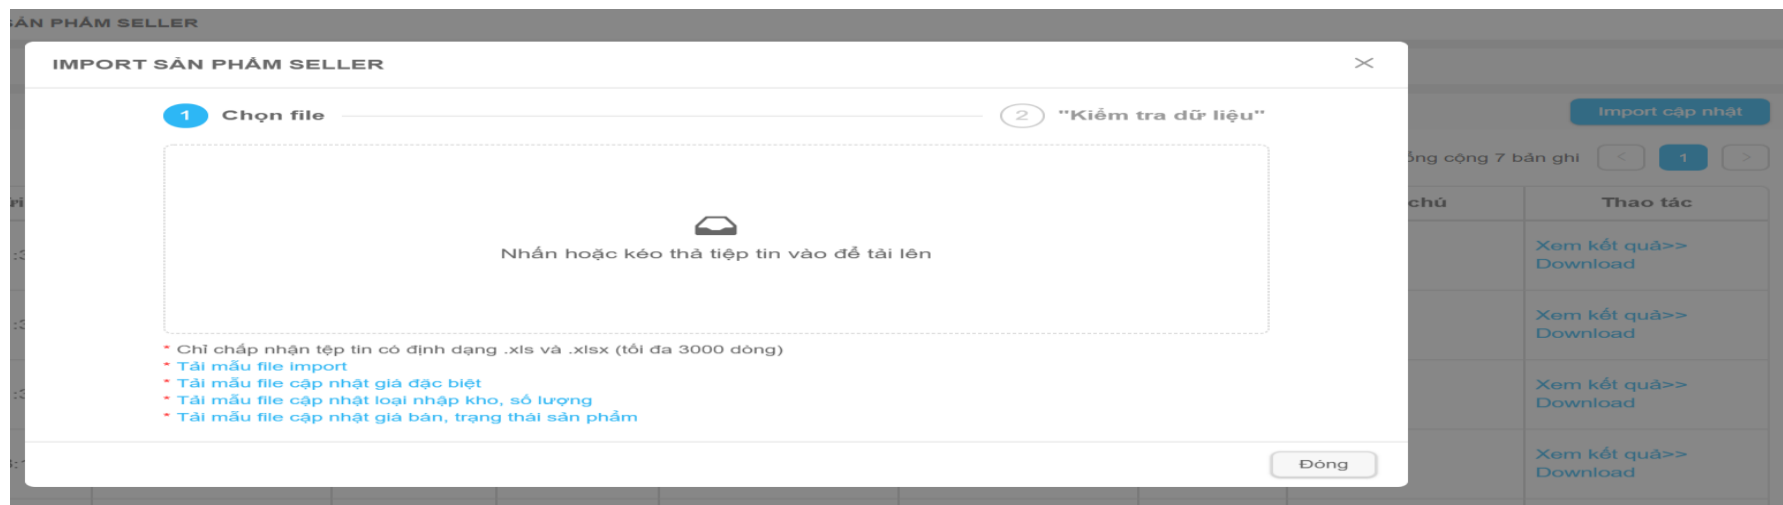 SẢN PHẨM SELLER
IMPORT SẢN PHẨM SELLER
1 Chọn file
2 "Kiểm tra dữ liệu"
Import cập nhật
Nhấn hoặc kéo thả tiệp tin vào để tải lên
* Chỉ chấp nhận tệp tin có định dạng .xls và .xlsx (tối đa 3000 dòng)
* Tải mẫu file import
* Tải mẫu file cập nhật giá đặc biệt
* Tải mẫu file cập nhật loại nhập kho, số lượng
* Tải mẫu file cập nhật giá bán, trạng thái sản phẩm
Đóng
cộng 7 bản ghi < 1 >
chú Thao tác
Xem kết quả>>
Download
Xem kết quả>>
Download
Xem kết quả>>
Download
Xem kết quả>>
Download